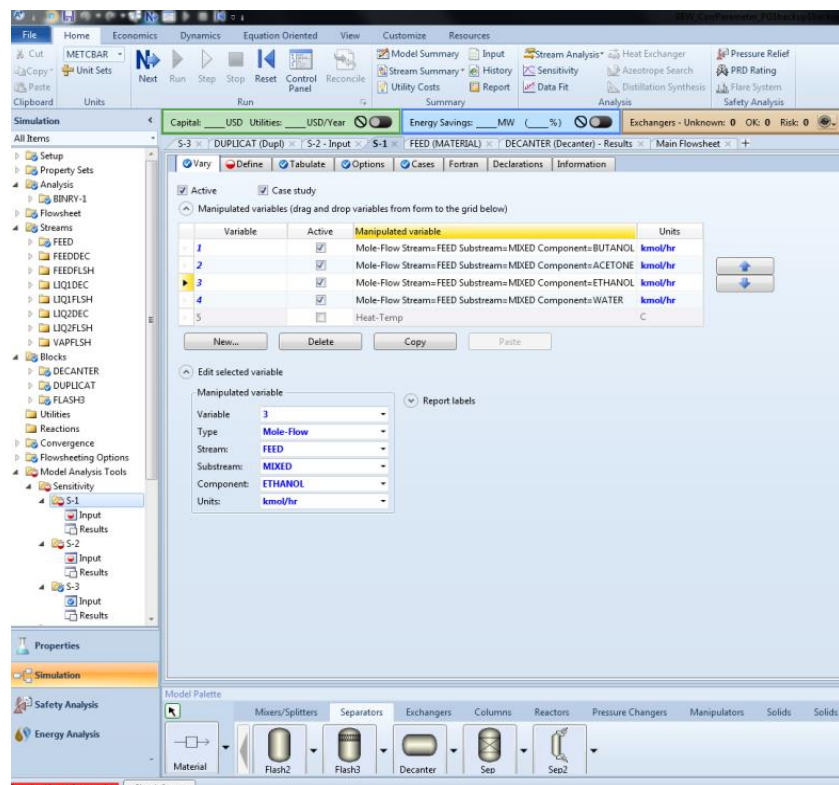 File Home Economics Dynamics Equation Oriented View Customize Resources
Cut METCBAR Model Summary Input Stream Analysis Heat Exchanger Pressure Relief
Copy Unit Sets Stream Summary History Sensitivity Azeotrope Search PRD Rating
Paste Next Run Step Stop Reset Control Panel Reconcile Utility Costs Report Data Fit Distillation Synthesis Flare System
Clipboard Units Run Summary Analysis Safety Analysis
Simulation Capital: ____ USD Utilities: ____ USD/Year Energy Savings: ____ MW ( ____ %) Exchangers - Unknown: 0 OK: 0 Risk: 0
All Items S-3 DUPLICAT (Dupl) S-2 - Input S-1 FEED (MATERIAL) DECANTER (Decanter) - Results Main Flowsheet +
Setup
Property Sets
Analysis
BINRY-1
Flowsheet
Streams
FEED
FEEDDEC
FEEDFLSH
LIQ1DEC
LIQ1FLSH
LIQ2DEC
LIQ2FLSH
VAPFLSH
Blocks
DECANTER
DUPLICAT
FLASH3
Utilities
Reactions
Convergence
Flowsheeting Options
Model Analysis Tools
Sensitivity
S-1
Input
Results
S-2
Input
Results
S-3
Input
Results
Properties
Simulation
Safety Analysis
Energy Analysis
Vary Define Tabulate Options Cases Fortran Declarations Information
Active Case study
Manipulated variables (drag and drop variables from form to the grid below)
Variable Active Manipulated variable Units
1 Mole-Flow Stream=FEED Substream=MIXED Component=BUTANOL kmol/hr
2 Mole-Flow Stream=FEED Substream=MIXED Component=ACETONE kmol/hr
3 Mole-Flow Stream=FEED Substream=MIXED Component=ETHANOL kmol/hr
4 Mole-Flow Stream=FEED Substream=MIXED Component=WATER kmol/hr
5 Heat-Temp C
New... Delete Copy Paste
Edit selected variable
Manipulated variable Report labels
Variable 3
Type Mole-Flow
Stream: FEED
Substream: MIXED
Component: ETHANOL
Units: kmol/hr
Model Palette
Mixers/Splitters Separators Exchangers Columns Reactors Pressure Changers Manipulators Solids Solids
Material Flash2 Flash3 Decanter Sep Sep2